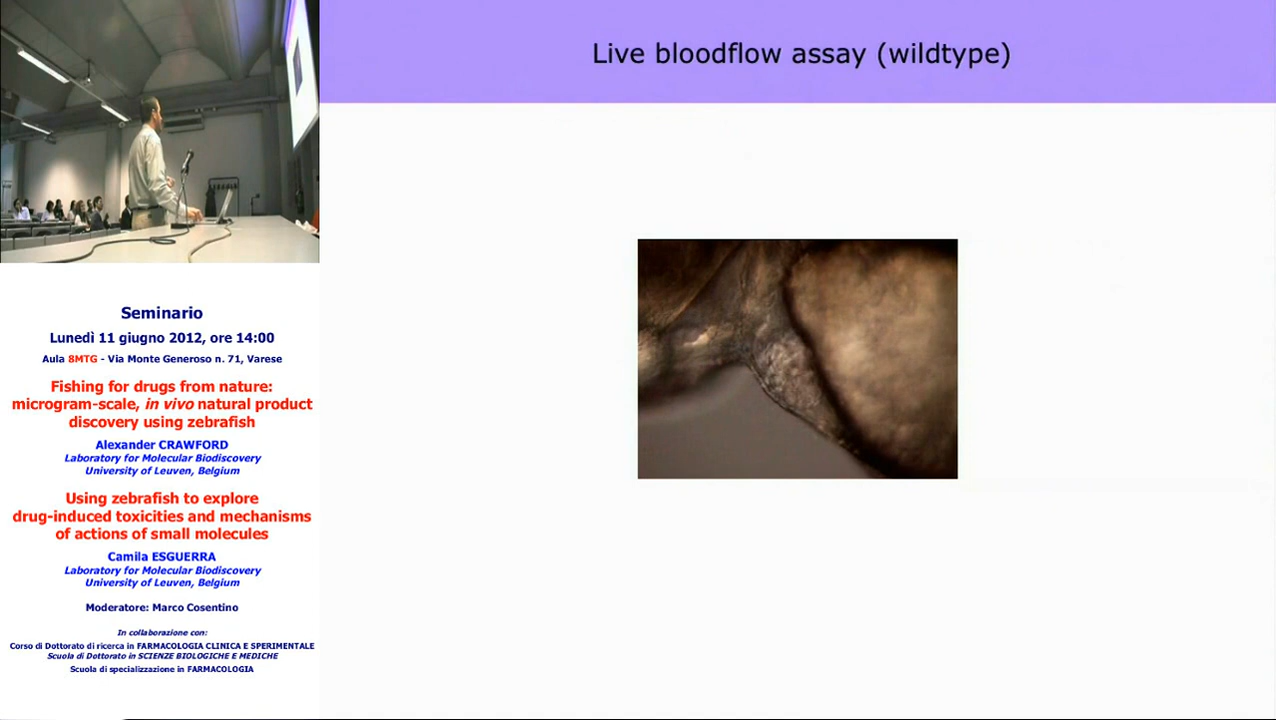 Live bloodflow assay (wildtype)
Seminario
Lunedì 11 giugno 2012, ore 14:00
Aula 8MTG - Via Monte Generoso n. 71, Varese
Fishing for drugs from nature:
microgram-scale, in vivo natural product
discovery using zebrafish
Alexander CRAWFORD
Laboratory for Molecular Biodiscovery
University of Leuven, Belgium
Using zebrafish to explore
drug-induced toxicities and mechanisms
of actions of small molecules
Camila ESGUERRA
Laboratory for Molecular Biodiscovery
University of Leuven, Belgium
Moderatore: Marco Cosentino
In collaborazione con:
Corso di Dottorato di ricerca in FARMACOLOGIA CLINICA E SPERIMENTALE
Scuola di Dottorato in SCIENZE BIOLOGICHE E MEDICHE
Scuola di specializzazione in FARMACOLOGIA